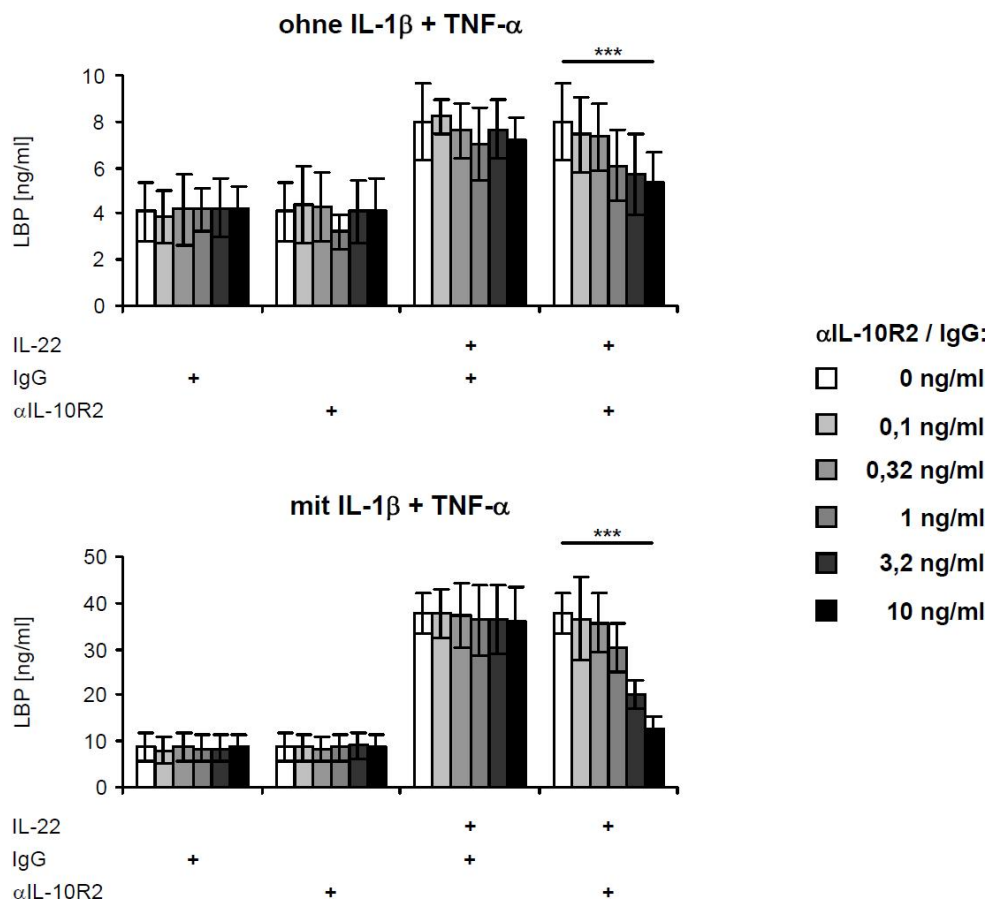 ohne IL-1β + TNF-α
***
10
8
6
4
2
0
LBP [ng/ml]
IL-22 + +
IgG + +
αIL-10R2 + +
αIL-10R2 / IgG:
0 ng/ml
0,1 ng/ml
0,32 ng/ml
1 ng/ml
3,2 ng/ml
10 ng/ml
mit IL-1β + TNF-α
***
50
40
30
20
10
0
LBP [ng/ml]
IL-22 + +
IgG + +
αIL-10R2 + +